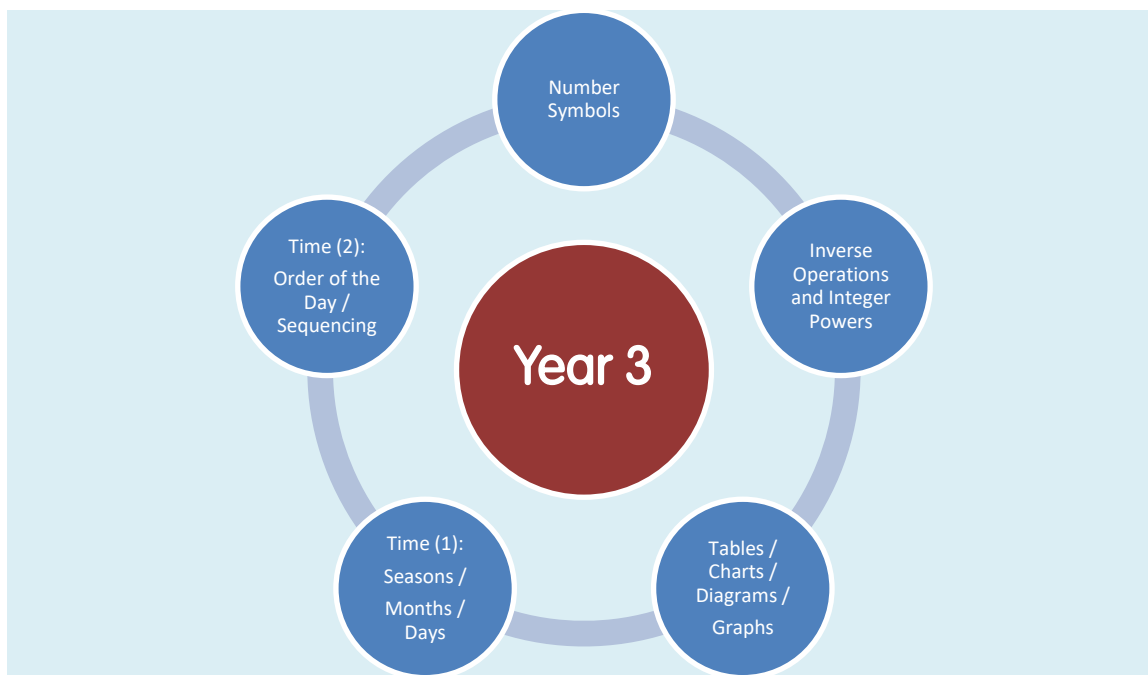 Number
Symbols
Inverse
Operations
and Integer
Powers
Tables /
Charts /
Diagrams /
Graphs
Time (1):
Seasons /
Months /
Days
Time (2):
Order of the
Day /
Sequencing
Year 3